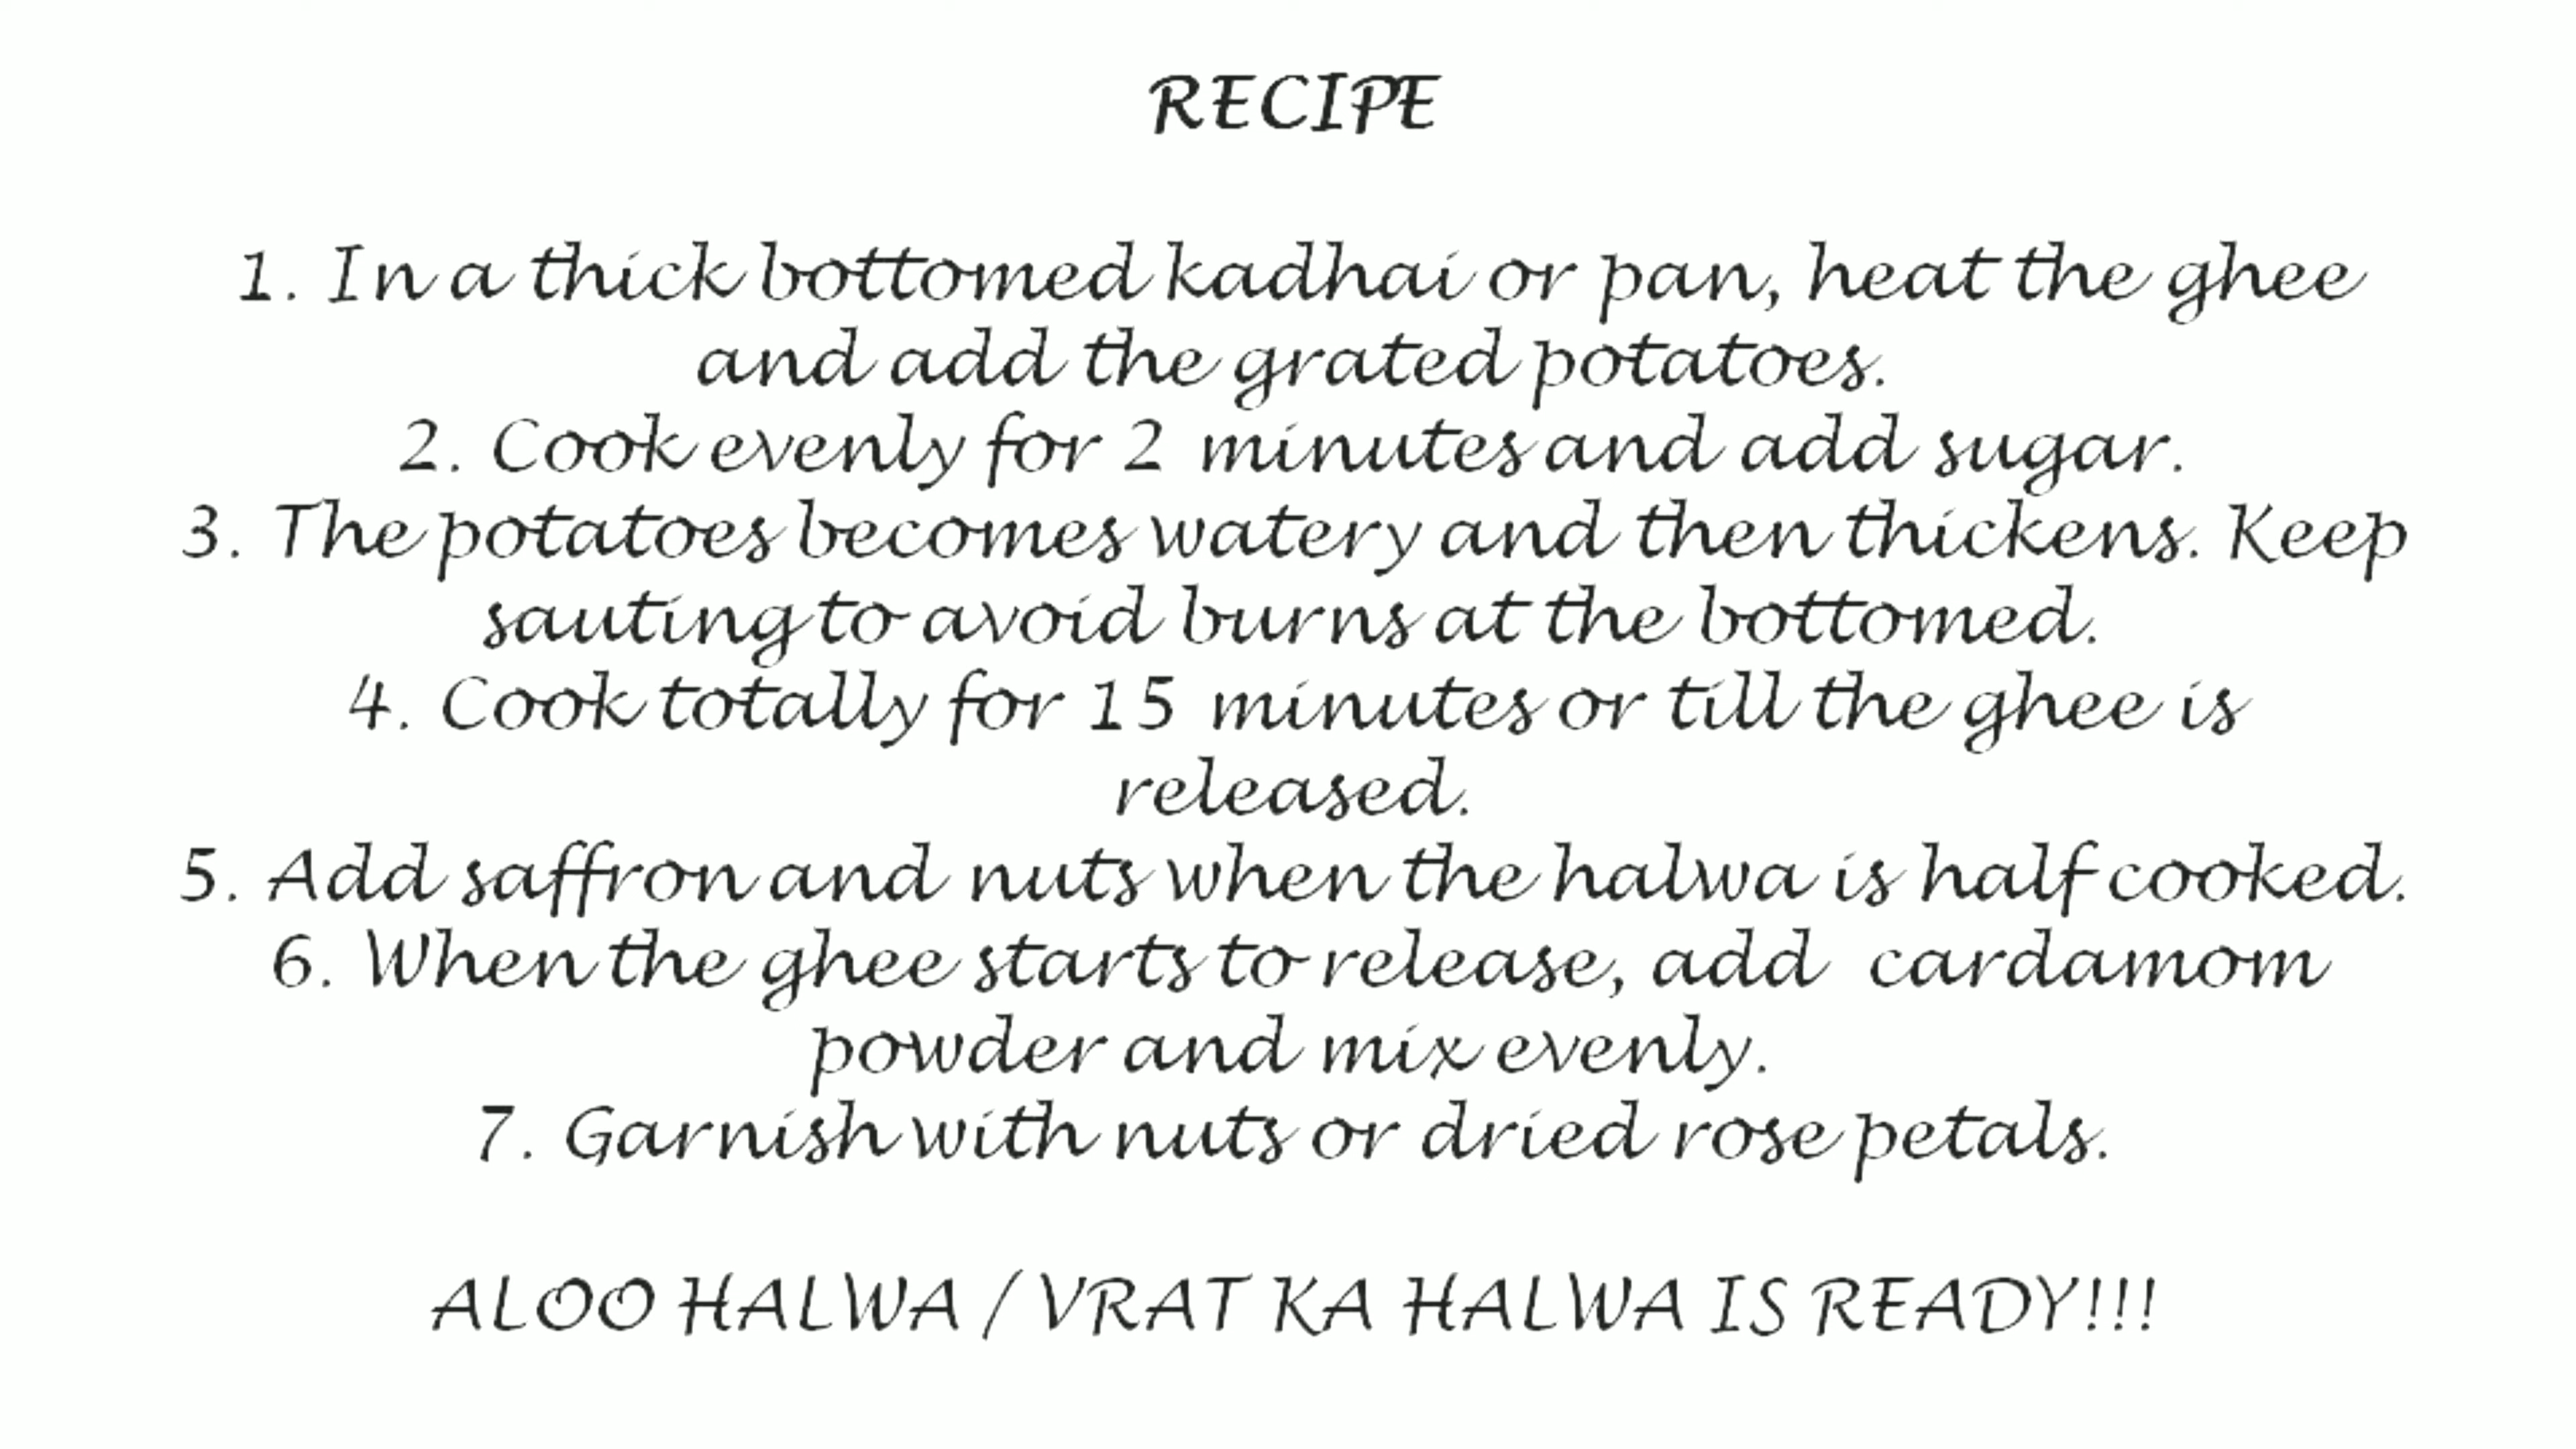 RECIPE
1. In a thick bottomed kadhai or pan, heat the ghee
and add the grated potatoes.
2. Cook evenly for 2 minutes and add sugar.
3. The potatoes becomes watery and then thickens. Keep
sauting to avoid burns at the bottomed.
4. Cook totally for 15 minutes or till the ghee is
released.
5. Add saffron and nuts when the halwa is half cooked.
6. When the ghee starts to release, add cardamom
powder and mix evenly.
7. Garnish with nuts or dried rose petals.
ALOO HALWA / VRAT KA HALWA IS READY!!!